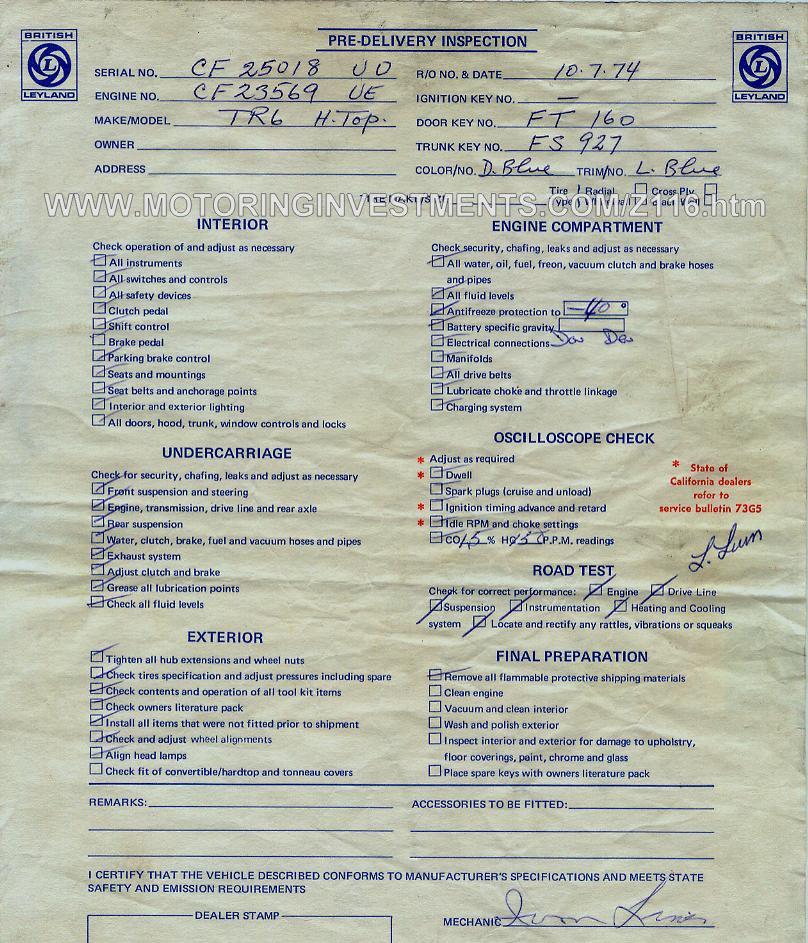 BRITISH
LEYLAND
PRE-DELIVERY INSPECTION
BRITISH
LEYLAND
SERIAL NO. CF 25018 UO
R/O NO. & DATE 10.7.74
ENGINE NO. CF23569 UE
IGNITION KEY NO. —
MAKE/MODEL TR6 H.Top.
DOOR KEY NO. FT 160
OWNER
TRUNK KEY NO. FS 927
ADDRESS
COLOR/NO. D.Blue TRIM/NO. L.Blue
Tire Radial Cross Ply
WWW.MOTORINGINVESTMENTS.COM/2116.htm
INTERIOR
Check operation of and adjust as necessary
All instruments
All switches and controls
All safety devices
Clutch pedal
Shift control
Brake pedal
Parking brake control
Seats and mountings
Seat belts and anchorage points
Interior and exterior lighting
All doors, hood, trunk, window controls and locks
UNDERCARRIAGE
Check for security, chafing, leaks and adjust as necessary
Front suspension and steering
Engine, transmission, drive line and rear axle
Rear suspension
Water, clutch, brake, fuel and vacuum hoses and pipes
Exhaust system
Adjust clutch and brake
Grease all lubrication points
Check all fluid levels
EXTERIOR
Tighten all hub extensions and wheel nuts
Check tires specification and adjust pressures including spare
Check contents and operation of all tool kit items
Check owners literature pack
Install all items that were not fitted prior to shipment
Check and adjust wheel alignments
Align head lamps
Check fit of convertible/hardtop and tonneau covers
ENGINE COMPARTMENT
Check security, chafing, leaks and adjust as necessary
All water, oil, fuel, freon, vacuum clutch and brake hoses
and pipes
All fluid levels
Antifreeze protection to -40
Battery specific gravity
Electrical connections
Manifolds
All drive belts
Lubricate choke and throttle linkage
Charging system
OSCILLOSCOPE CHECK
* Adjust as required
* Dwell
Spark plugs (cruise and unload)
* Ignition timing advance and retard
* Idle RPM and choke settings
CO 1.5 % P.P.M. readings
* State of
California dealers
refer to
service bulletin 73G5
ROAD TEST
Check for correct performance: Engine Drive Line
Suspension Instrumentation Heating and Cooling
system Locate and rectify any rattles, vibrations or squeaks
FINAL PREPARATION
Remove all flammable protective shipping materials
Clean engine
Vacuum and clean interior
Wash and polish exterior
Inspect interior and exterior for damage to upholstry,
floor coverings, paint, chrome and glass
Place spare keys with owners literature pack
REMARKS:
ACCESSORIES TO BE FITTED:
I CERTIFY THAT THE VEHICLE DESCRIBED CONFORMS TO MANUFACTURER'S SPECIFICATIONS AND MEETS STATE
SAFETY AND EMISSION REQUIREMENTS
DEALER STAMP
MECHANIC